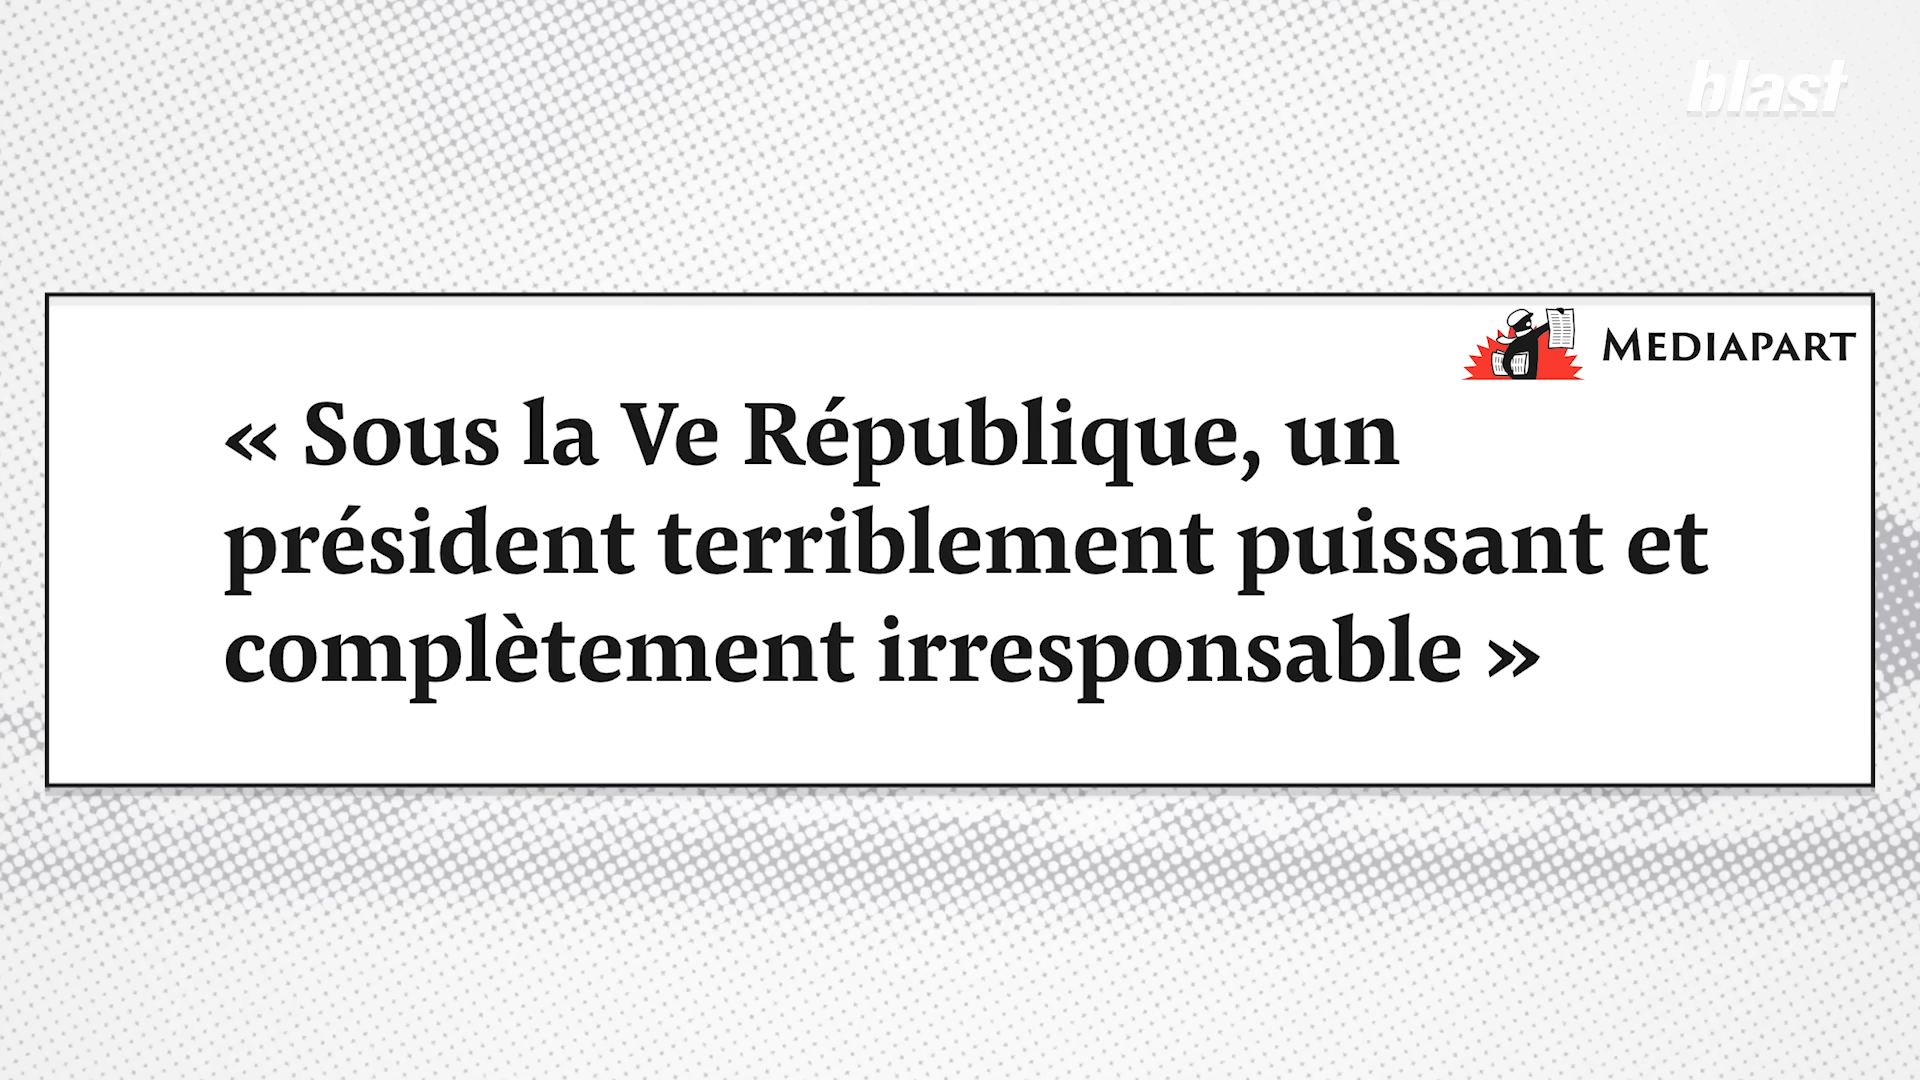 blast
MEDIAPART
« Sous la Ve République, un
président terriblement puissant et
complètement irresponsable »